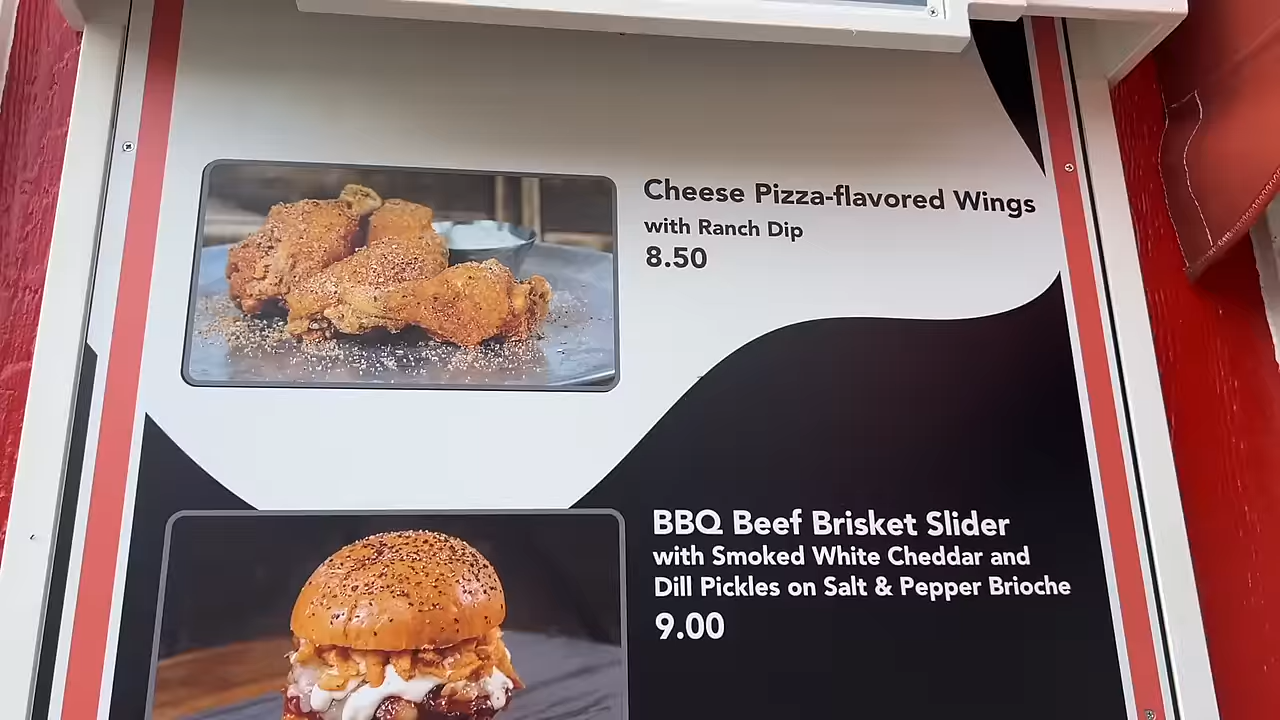 Cheese Pizza-flavored Wings
with Ranch Dip
8.50
BBQ Beef Brisket Slider
with Smoked White Cheddar and
Dill Pickles on Salt & Pepper Brioche
9.00